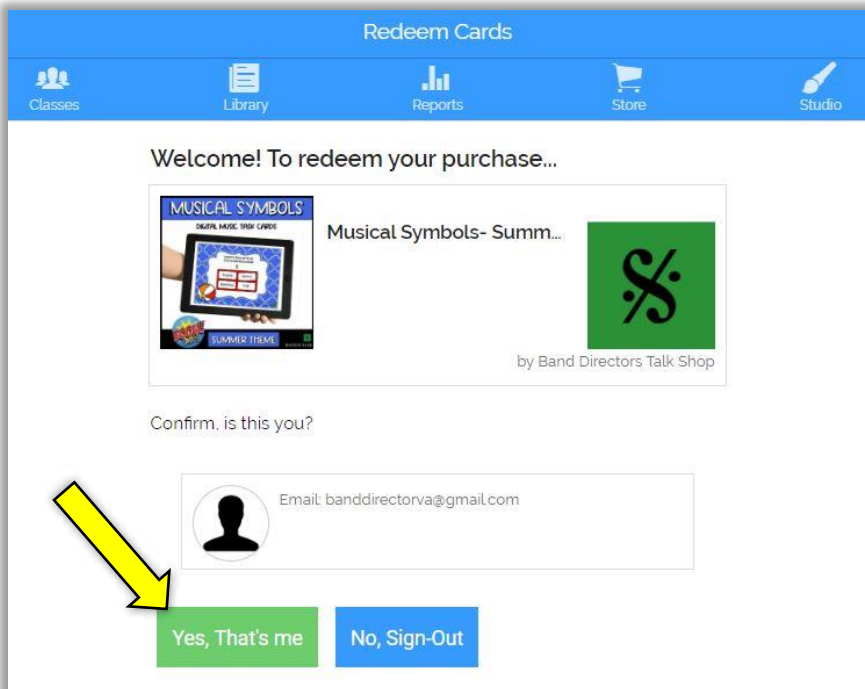 Redeem Cards
Classes
Library
Reports
Store
Studio
Welcome! To redeem your purchase...
MUSICAL SYMBOLS
DIGITAL MUSIC TASK CARDS
SUMMER THEME
Musical Symbols- Summ...
by Band Directors Talk Shop
Confirm, is this you?
Email: banddirectorva@gmail.com
Yes, That's me
No, Sign-Out